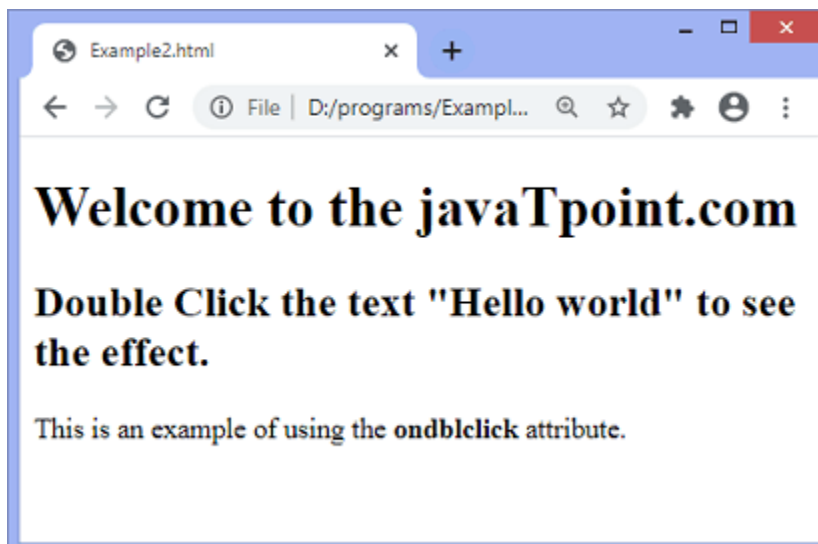 Example2.html
File | D:/programs/Exampl...
Welcome to the javaTpoint.com
Double Click the text "Hello world" to see
the effect.
This is an example of using the ondblclick attribute.